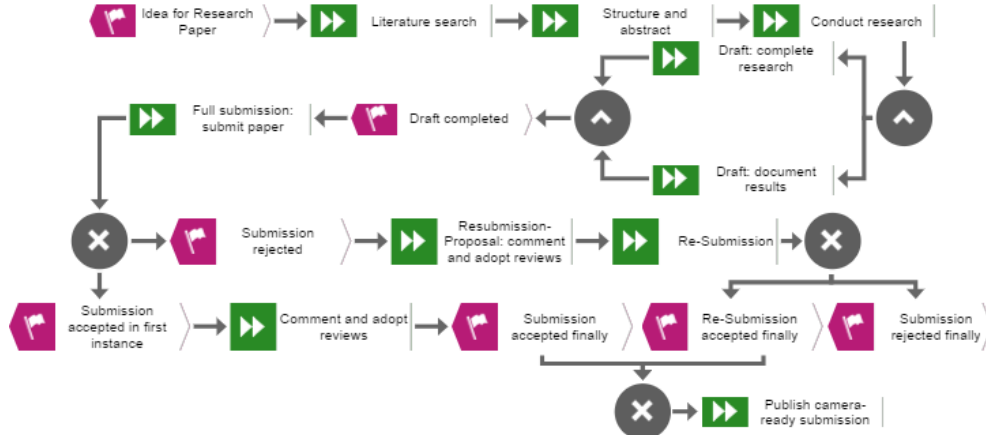 Idea for Research
Paper
Literature search
Structure and
abstract
Conduct research
Draft: complete
research
Full submission:
submit paper
Draft completed
Draft: document
results
Submission
rejected
Resubmission-
Proposal: comment
and adopt reviews
Re-Submission
Submission
accepted in first
instance
Comment and adopt
reviews
Submission
accepted finally
Re-Submission
accepted finally
Submission
rejected finally
Publish camera-
ready submission